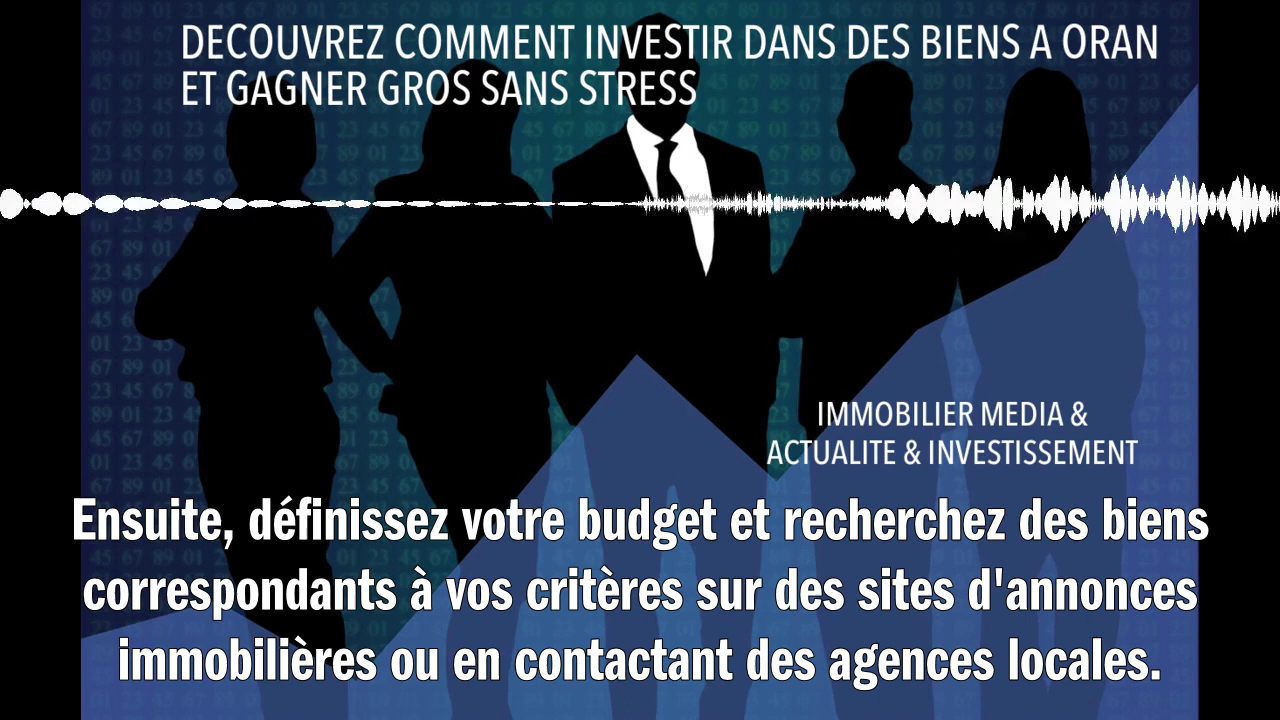 DECOUVREZ COMMENT INVESTIR DANS DES BIENS A ORAN
ET GAGNER GROS SANS STRESS
IMMOBILIER MEDIA &
ACTUALITE & INVESTISSEMENT
Ensuite, définissez votre budget et recherchez des biens
correspondants à vos critères sur des sites d'annonces
immobilières ou en contactant des agences locales.